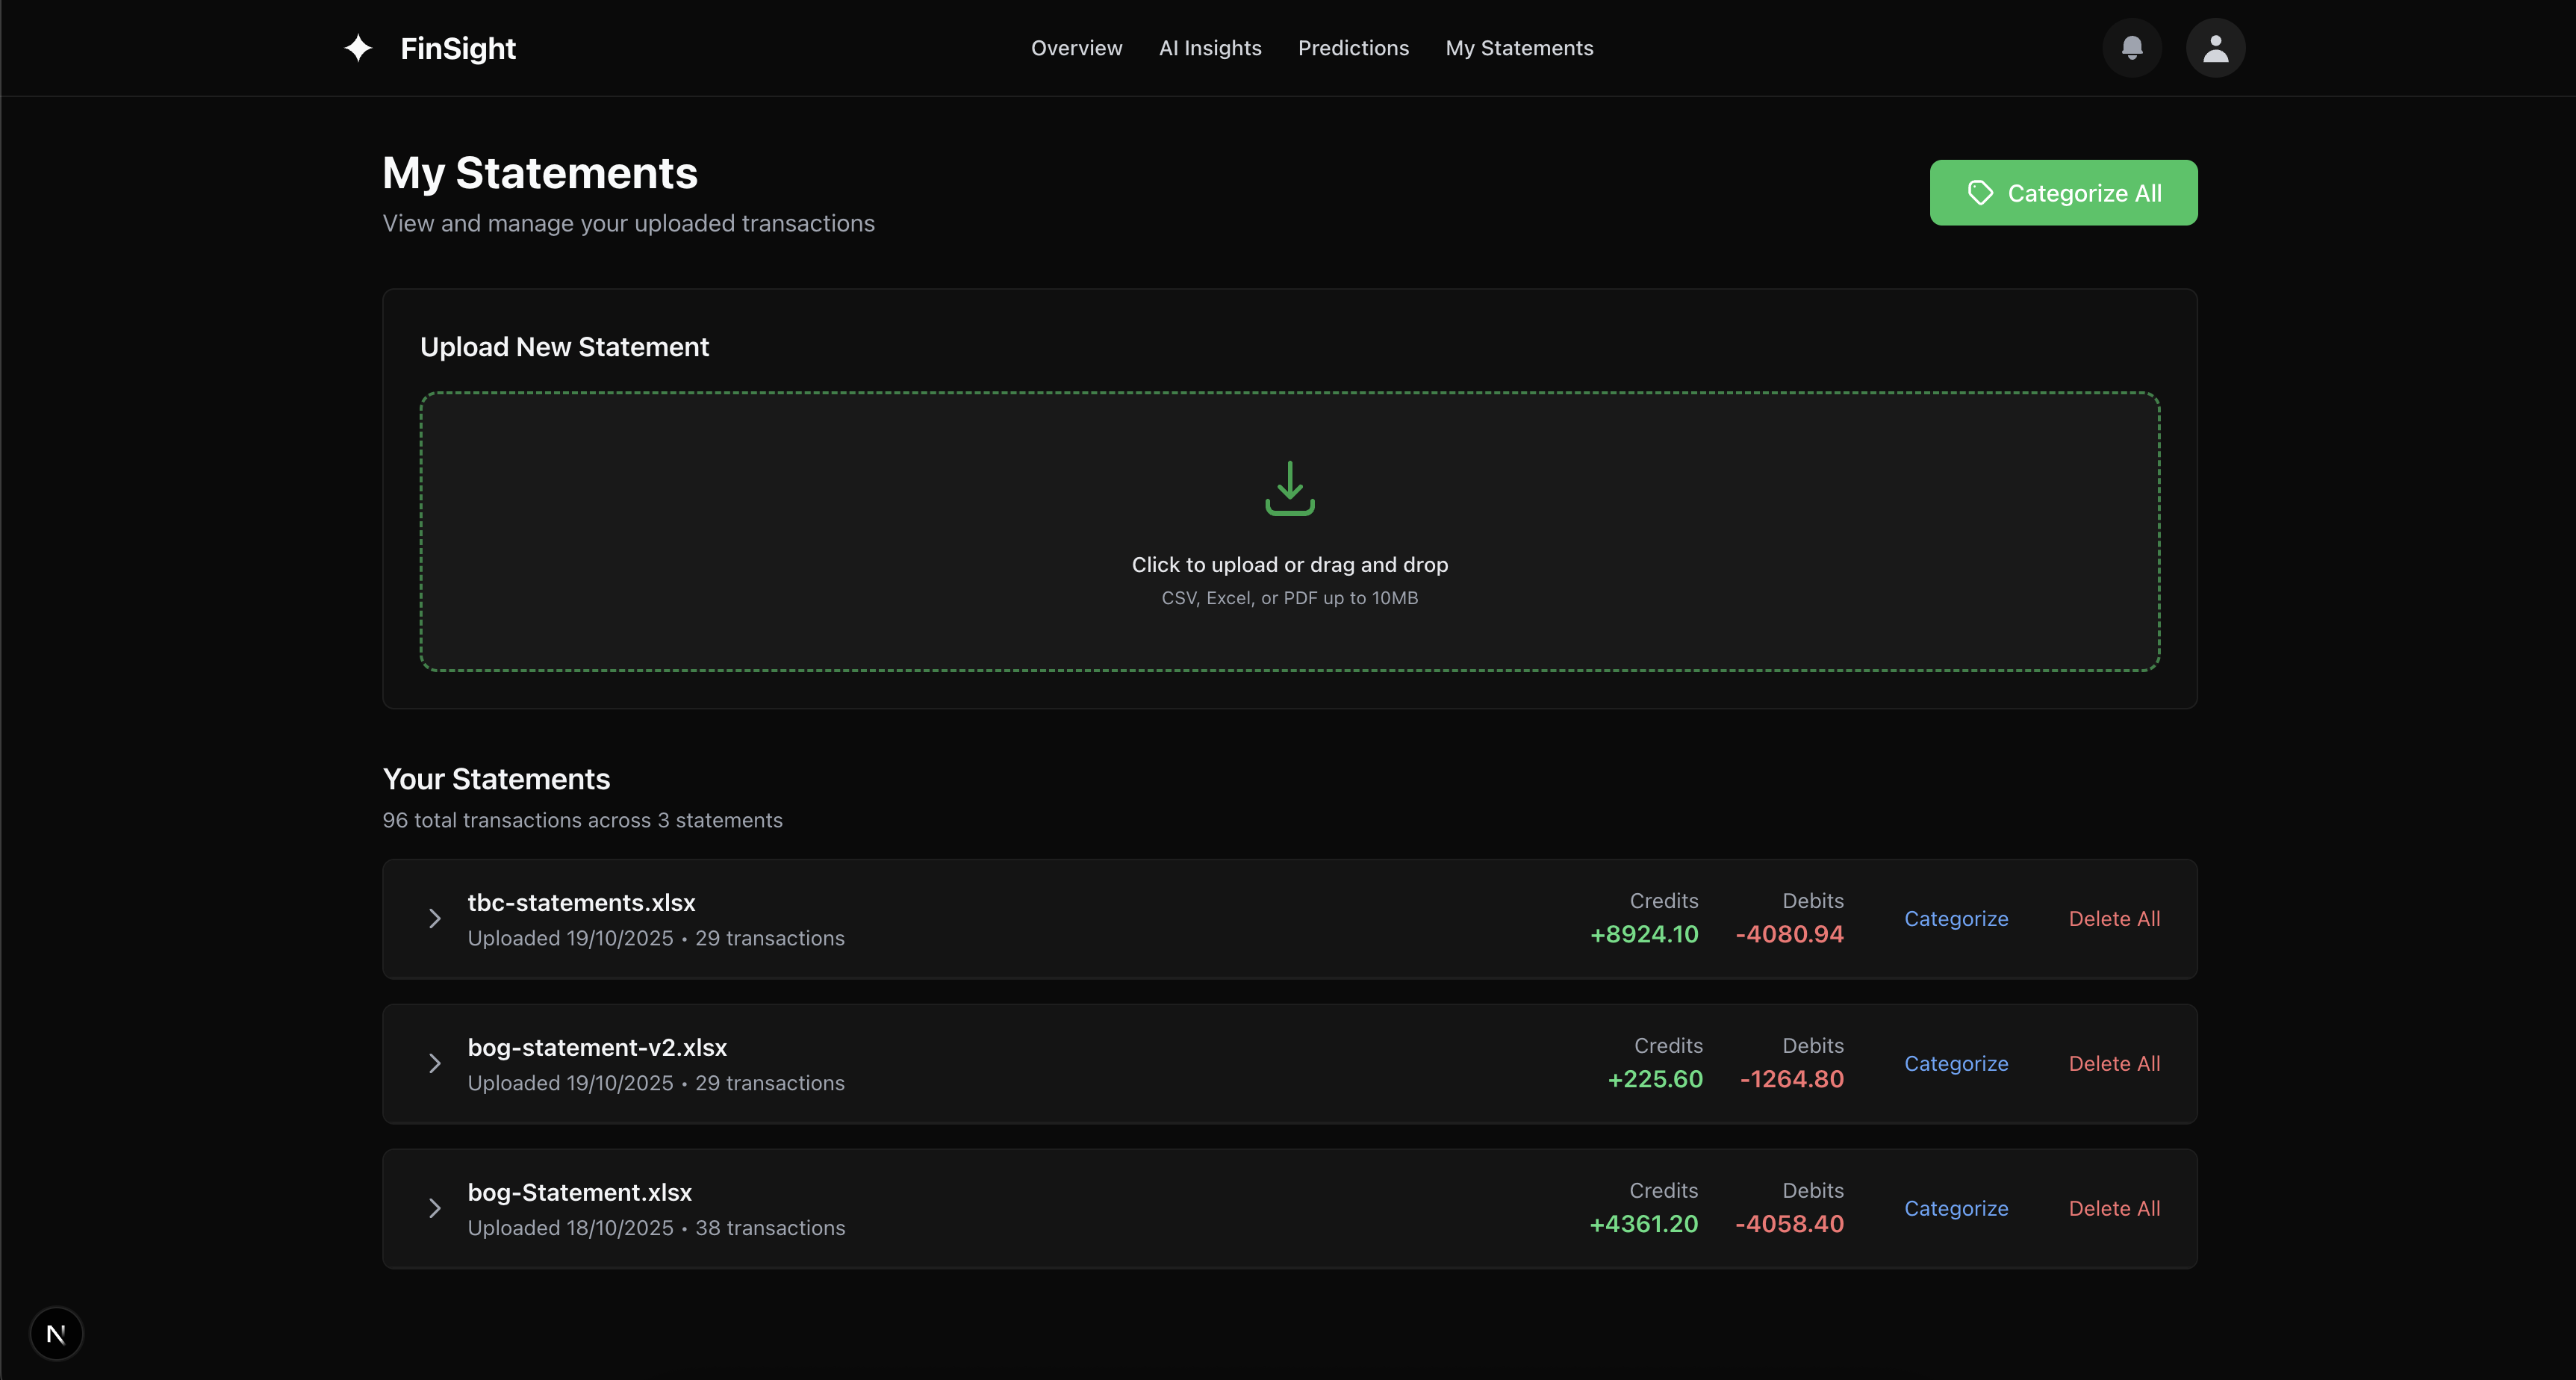 FinSight
Overview AI Insights Predictions My Statements
My Statements
View and manage your uploaded transactions
Categorize All
Upload New Statement
Click to upload or drag and drop
CSV, Excel, or PDF up to 10MB
Your Statements
96 total transactions across 3 statements
tbc-statements.xlsx
Uploaded 19/10/2025 • 29 transactions
Credits Debits
+8924.10 -4080.94
Categorize Delete All
bog-statement-v2.xlsx
Uploaded 19/10/2025 • 29 transactions
Credits Debits
+225.60 -1264.80
Categorize Delete All
bog-Statement.xlsx
Uploaded 18/10/2025 • 38 transactions
Credits Debits
+4361.20 -4058.40
Categorize Delete All
N